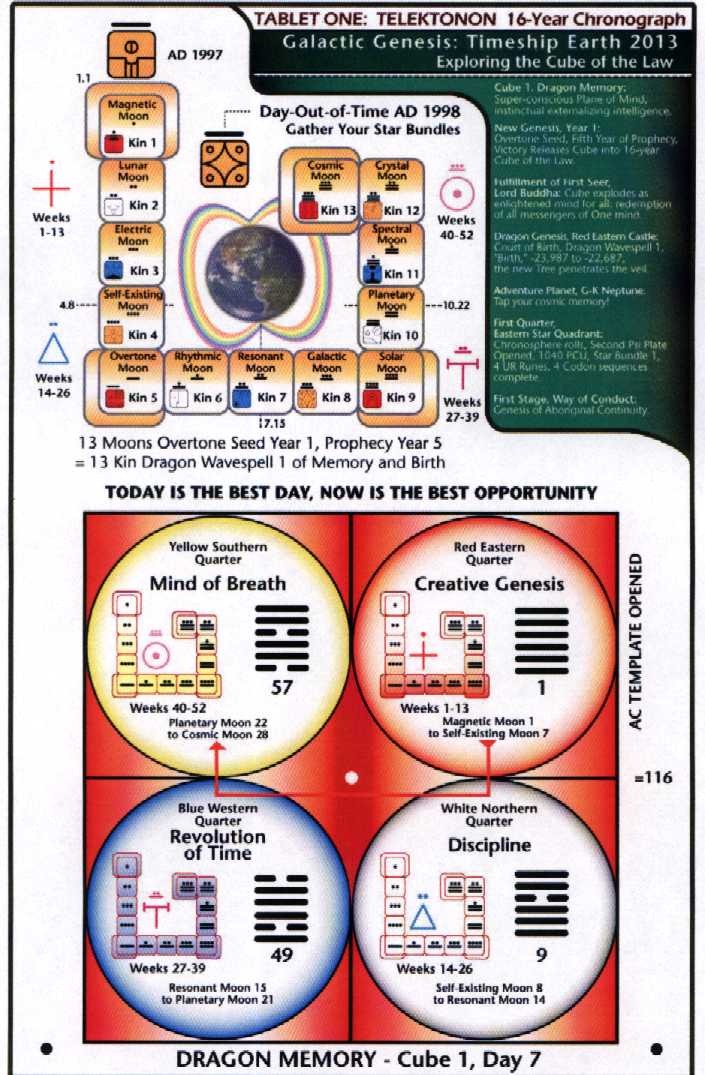 TABLET ONE: TELEKTONON 16-Year Chronograph
Galactic Genesis: Timeship Earth 2013
Exploring the Cube of the Law
AD 1997
1.1
Magnetic
Moon
Kin 1
Lunar
Moon
Kin 2
Electric
Moon
Kin 3
Self-Existing
Moon
Kin 4
Overtone
Moon
Kin 5
Rhythmic
Moon
Kin 6
Resonant
Moon
Kin 7
Galactic
Moon
Kin 8
Solar
Moon
Kin 9
Planetary
Moon
Kin 10
Spectral
Moon
Kin 11
Crystal
Moon
Kin 12
Cosmic
Moon
Kin 13
Day-Out-of-Time AD 1998
Gather Your Star Bundles
Weeks
1-13
4.8
Weeks
14-26
Weeks
40-52
10.22
Weeks
27-39
7.15
Cube 1. Dragon Memory:
Super-conscious Plane of Mind,
instinctual externalizing intelligence.
New Genesis, Year 1:
Overtone Seed, Fifth Year of Prophecy,
Victory Releases Cube into 16-year
Cube of the Law.
Fulfillment of First Seer,
Lord Buddha: Cube explodes as
enlightened mind for all: redemption
of all messengers of One mind.
Dragon Genesis, Red Eastern Castle:
Court of Birth, Dragon Wavespell 1,
"Birth," -23,987 to -22,687,
the new Tree penetrates the veil.
Adventure Planet, G-K Neptune:
Tap your cosmic memory!
First Quarter,
Eastern Star Quadrant:
Chronosphere rolls, Second Psi Plate
Opened, 1040 PCU, Star Bundle 1,
4 UR Runes, 4 Codon sequences
complete.
First Stage, Way of Conduct:
Genesis of Aboriginal Continuity.
13 Moons Overtone Seed Year 1, Prophecy Year 5
= 13 Kin Dragon Wavespell 1 of Memory and Birth
TODAY IS THE BEST DAY, NOW IS THE BEST OPPORTUNITY
Yellow Southern
Quarter
Mind of Breath
57
Weeks 40-52
Planetary Moon 22
to Cosmic Moon 28
Red Eastern
Quarter
Creative Genesis
1
Weeks 1-13
Magnetic Moon 1
to Self-Existing Moon 7
AC TEMPLATE OPENED
=116
Blue Western
Quarter
Revolution
of Time
49
Weeks 27-39
Resonant Moon 15
to Planetary Moon 21
White Northern
Quarter
Discipline
9
Weeks 14-26
Self-Existing Moon 8
to Resonant Moon 14
DRAGON MEMORY - Cube 1, Day 7